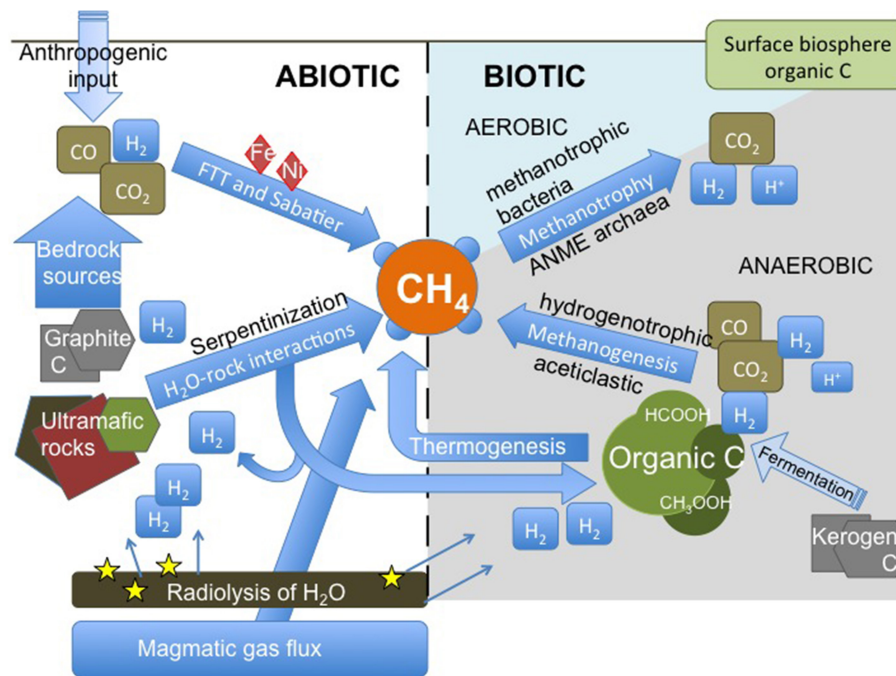 Anthropogenic
input
ABIOTIC
BIOTIC
Surface biosphere
organic C
AEROBIC
CO
H₂
CO₂
Fe
Ni
FTT and Sabatier
methanotrophic
bacteria
Methanotrophy
ANME archaea
CO₂
H₂
H⁺
Bedrock
sources
CH₄
ANAEROBIC
Graphite
C
H₂
Serpentinization
H₂O-rock interactions
hydrogenotrophic
Methanogenesis
aceticlastic
CO
H₂
CO₂
H⁺
H₂
Ultramafic
rocks
H₂
Thermogenesis
HCOOH
Organic C
CH₃OOH
Fermentation
H₂
H₂
H₂
H₂
Kerogen
C
Radiolysis of H₂O
Magmatic gas flux